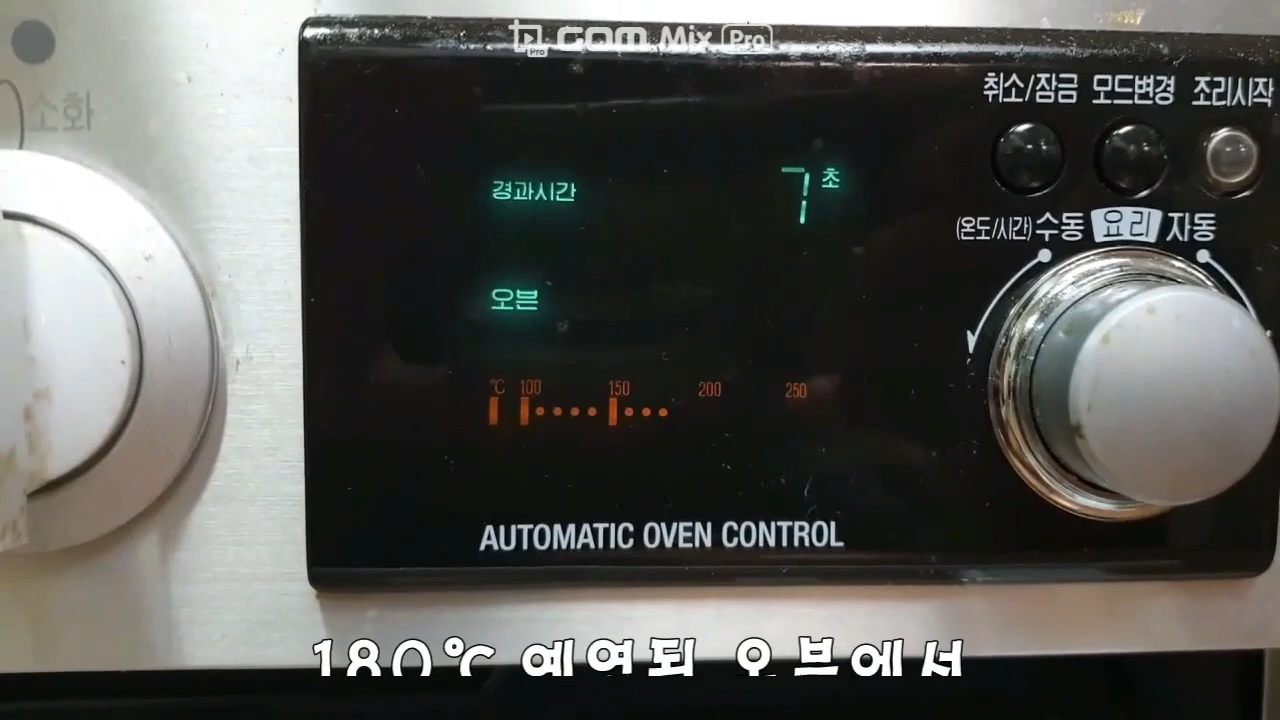 GOM Mix Pro
소화
취소/잠금 모드변경 조리시작
경과시간 7초
(온도/시간) 수동 요리 자동
오븐
°C 100 150 200 250
AUTOMATIC OVEN CONTROL
180℃ 예열된 오븐에서